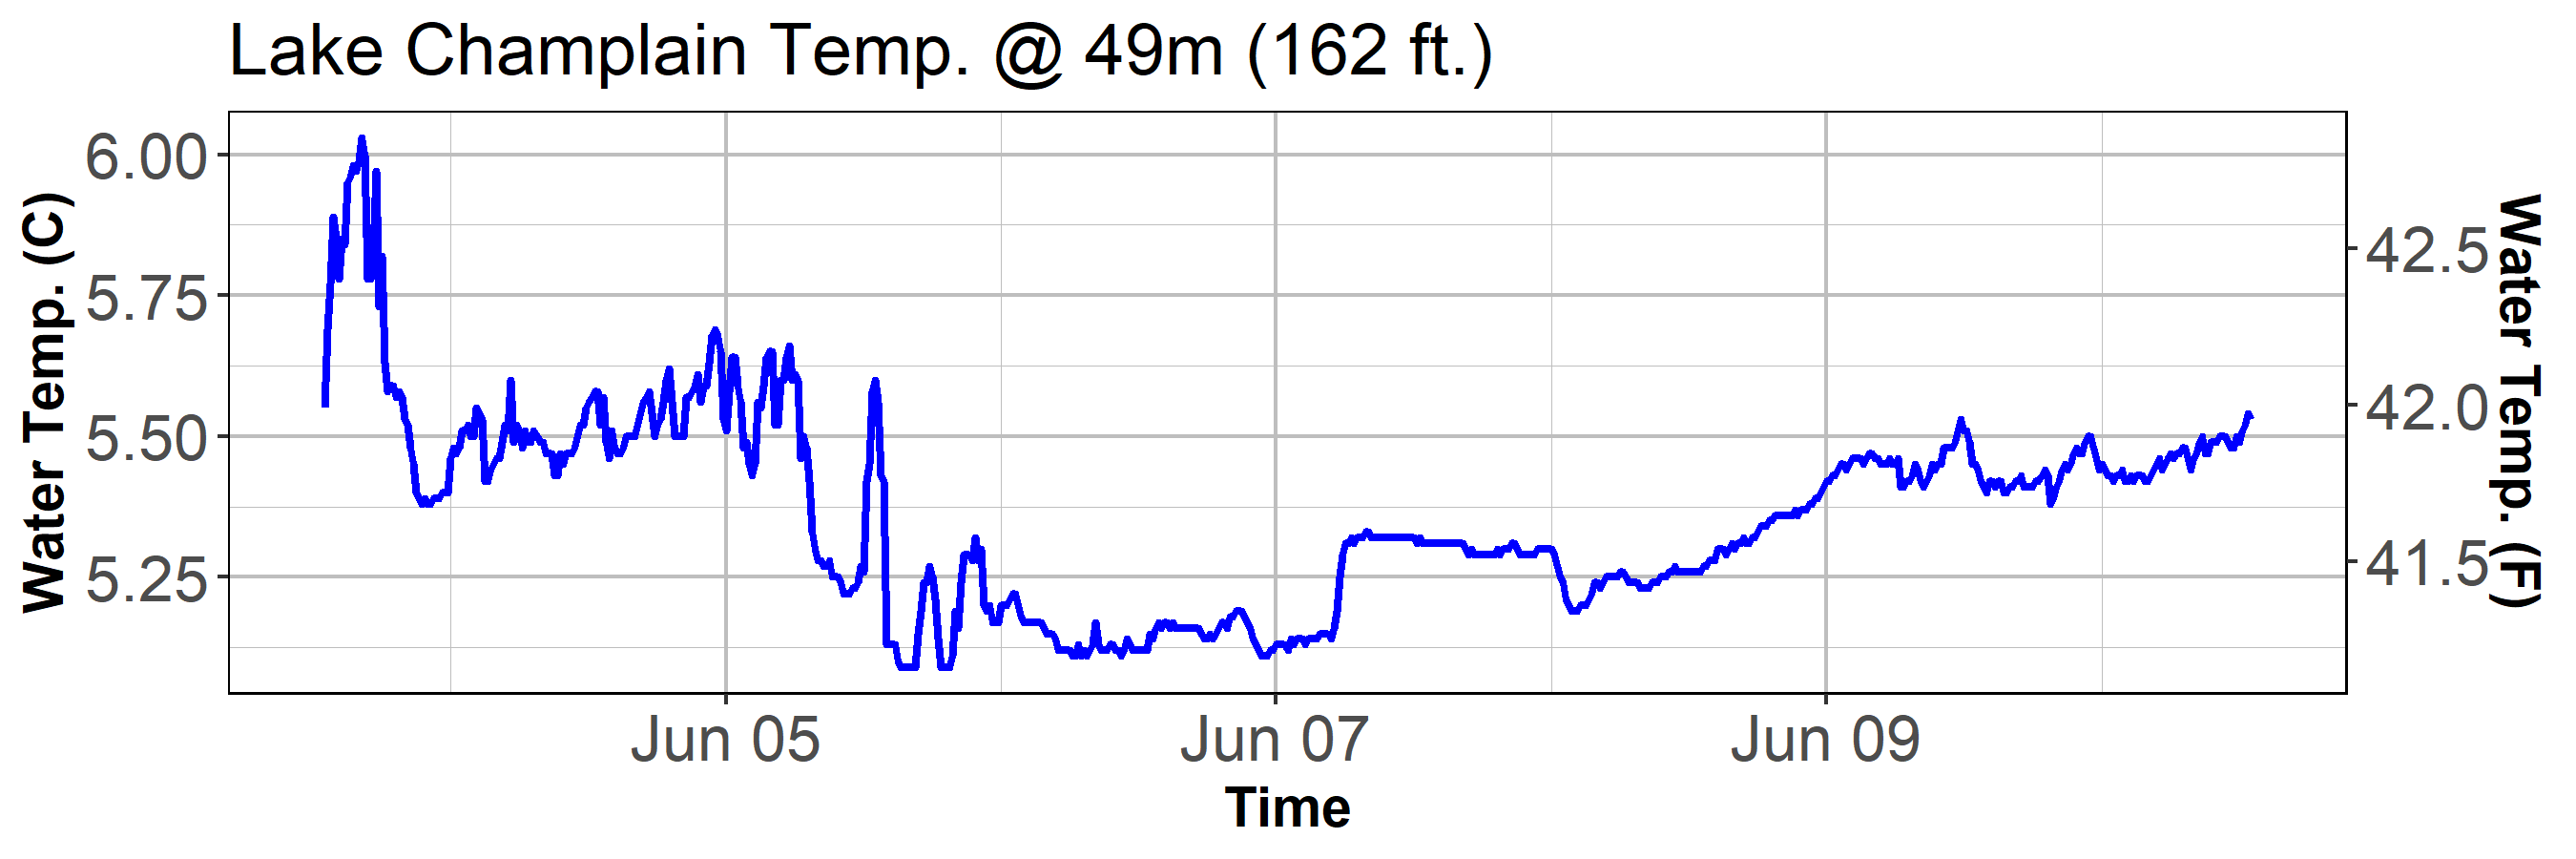 Lake Champlain Temp. @ 49m (162 ft.)
Water Temp. (C)
6.00
5.75
5.50
5.25
42.5
42.0
41.5
Water Temp. (F)
Jun 05
Jun 07
Jun 09
Time